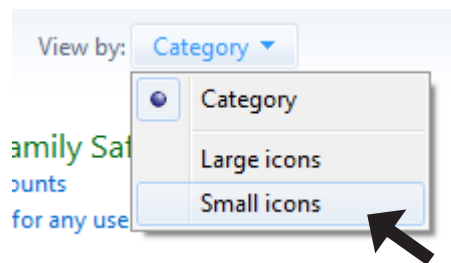 View by: Category
Category
amily Saf
Large icons
ounts
Small icons
for any use